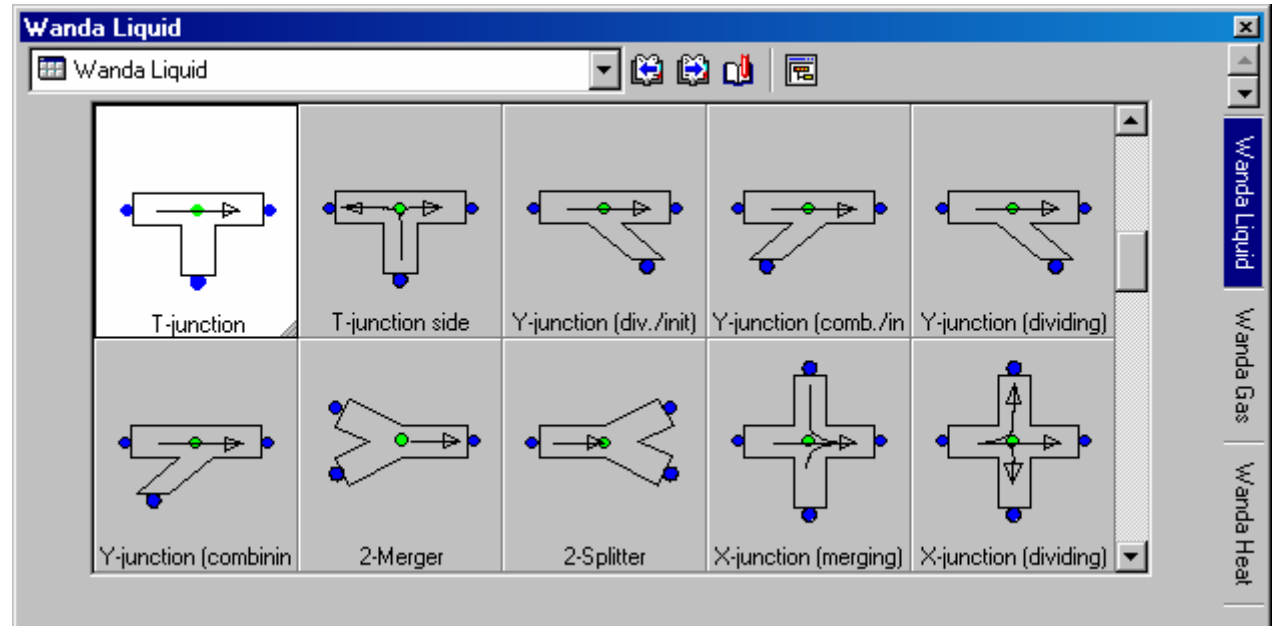 Wanda Liquid
Wanda Liquid
T-junction
T-junction side
Y-junction (div./init)
Y-junction (comb./in
Y-junction (dividing)
Y-junction (combinin
2-Merger
2-Splitter
X-junction (merging)
X-junction (dividing)
Wanda Liquid
Wanda Gas
Wanda Heat